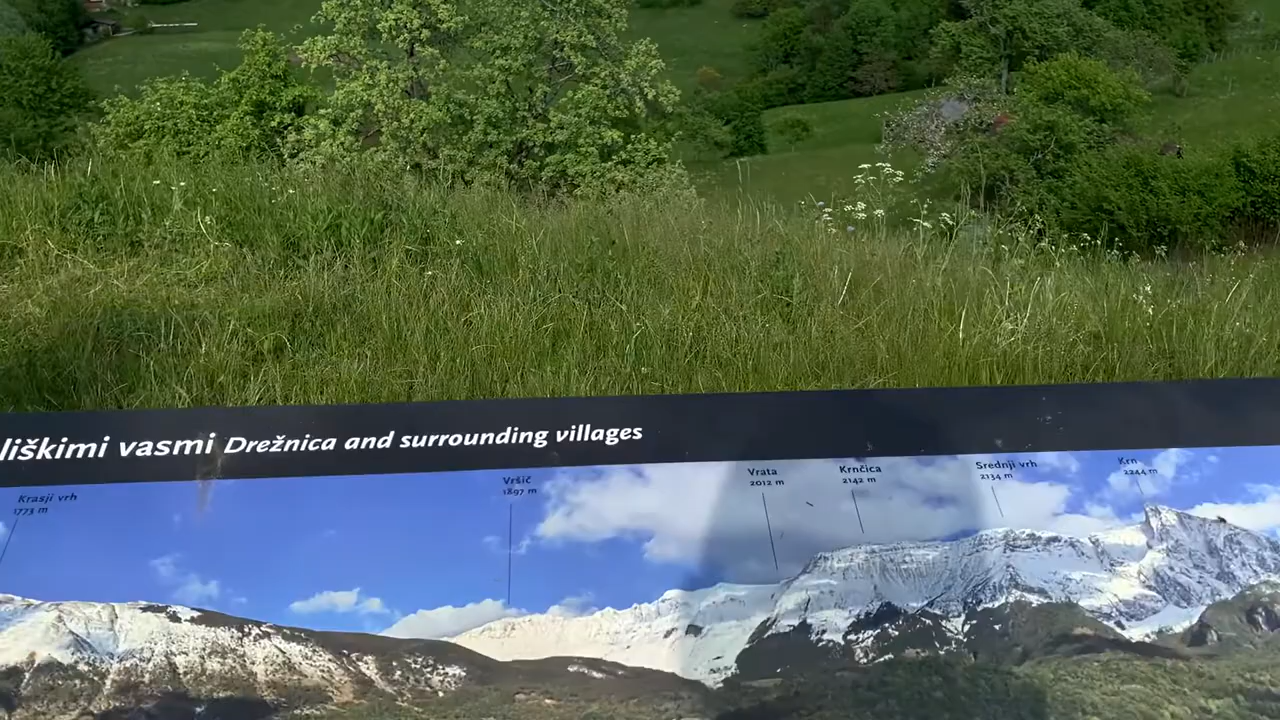 liškimi vasmi Drežnica and surrounding villages
Krasji vrh
1773 m
Vršič
1897 m
Vrata
2012 m
Krnčica
2142 m
Srednji vrh
2134 m
Krn
2244 m